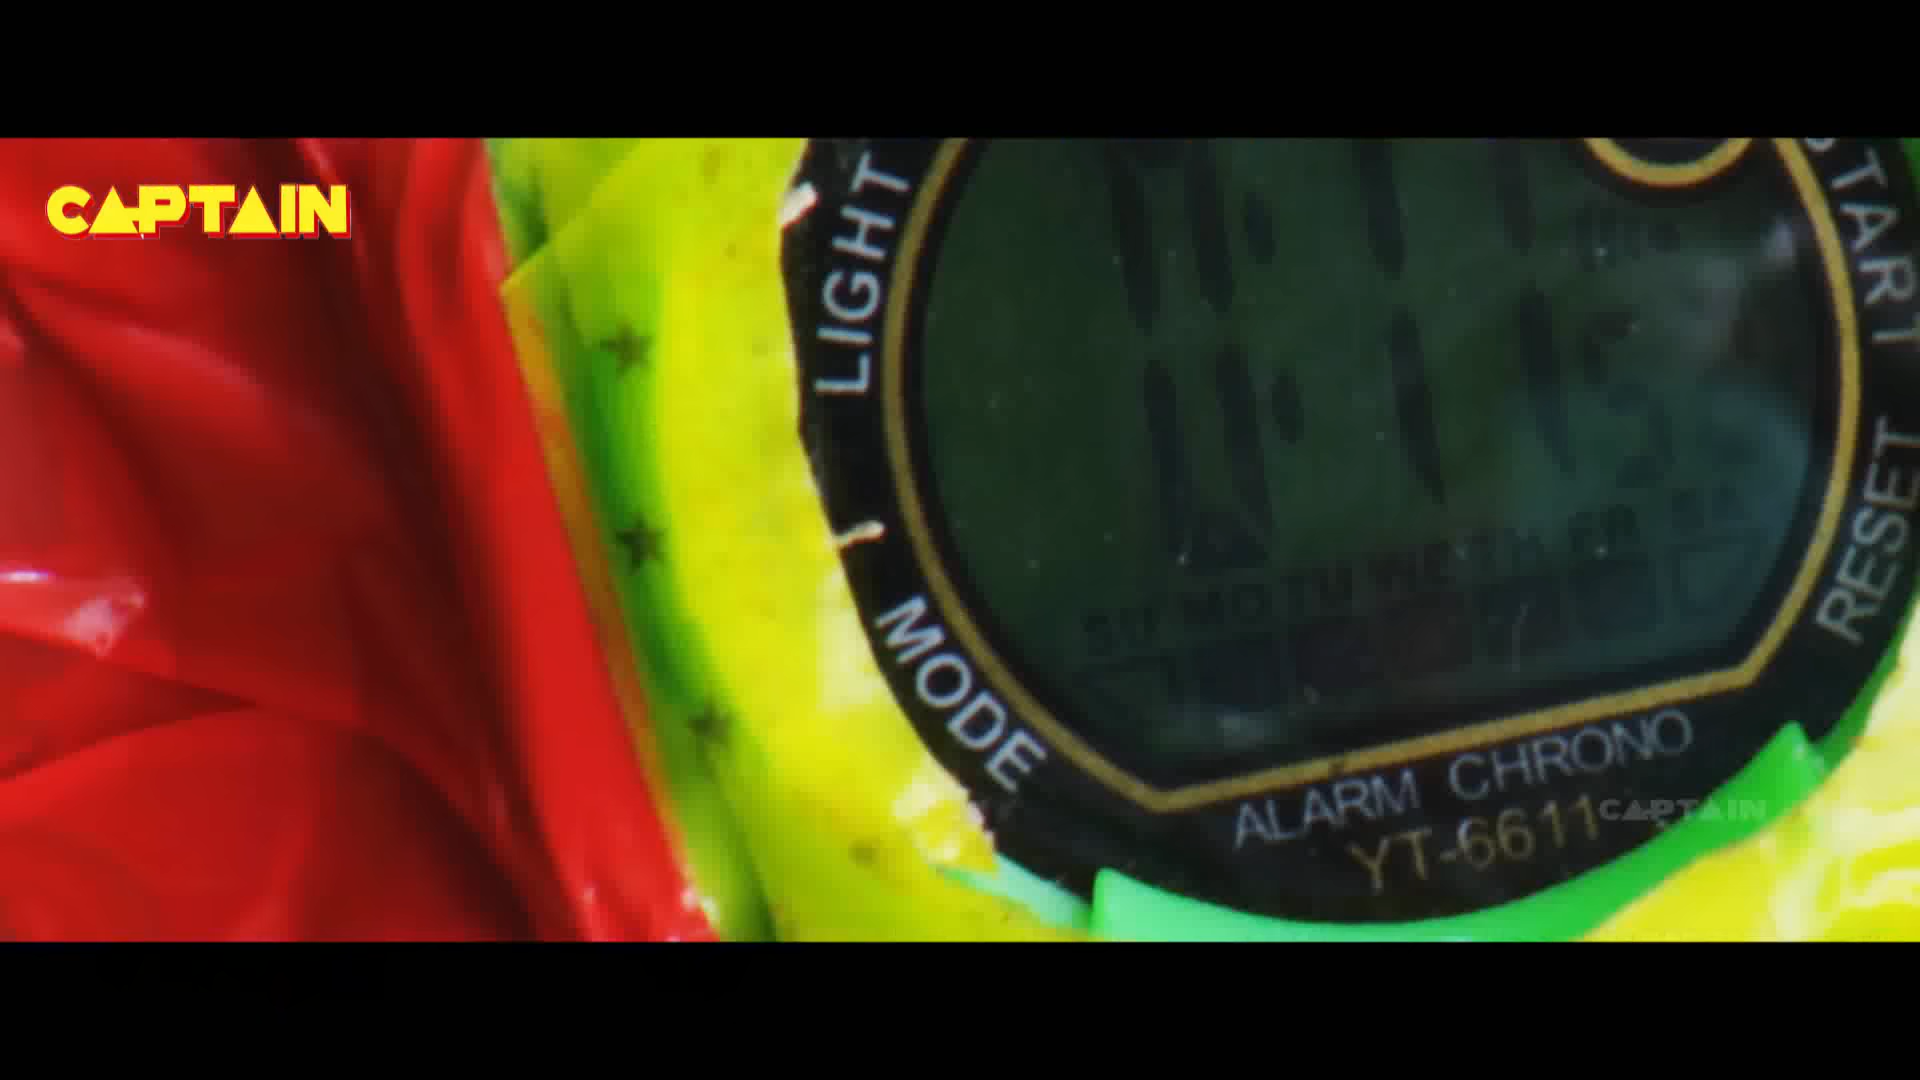 CAPTAIN
LIGHT
START
RESET
MODE
ALARM CHRONO
YT-6611
CAPTAIN